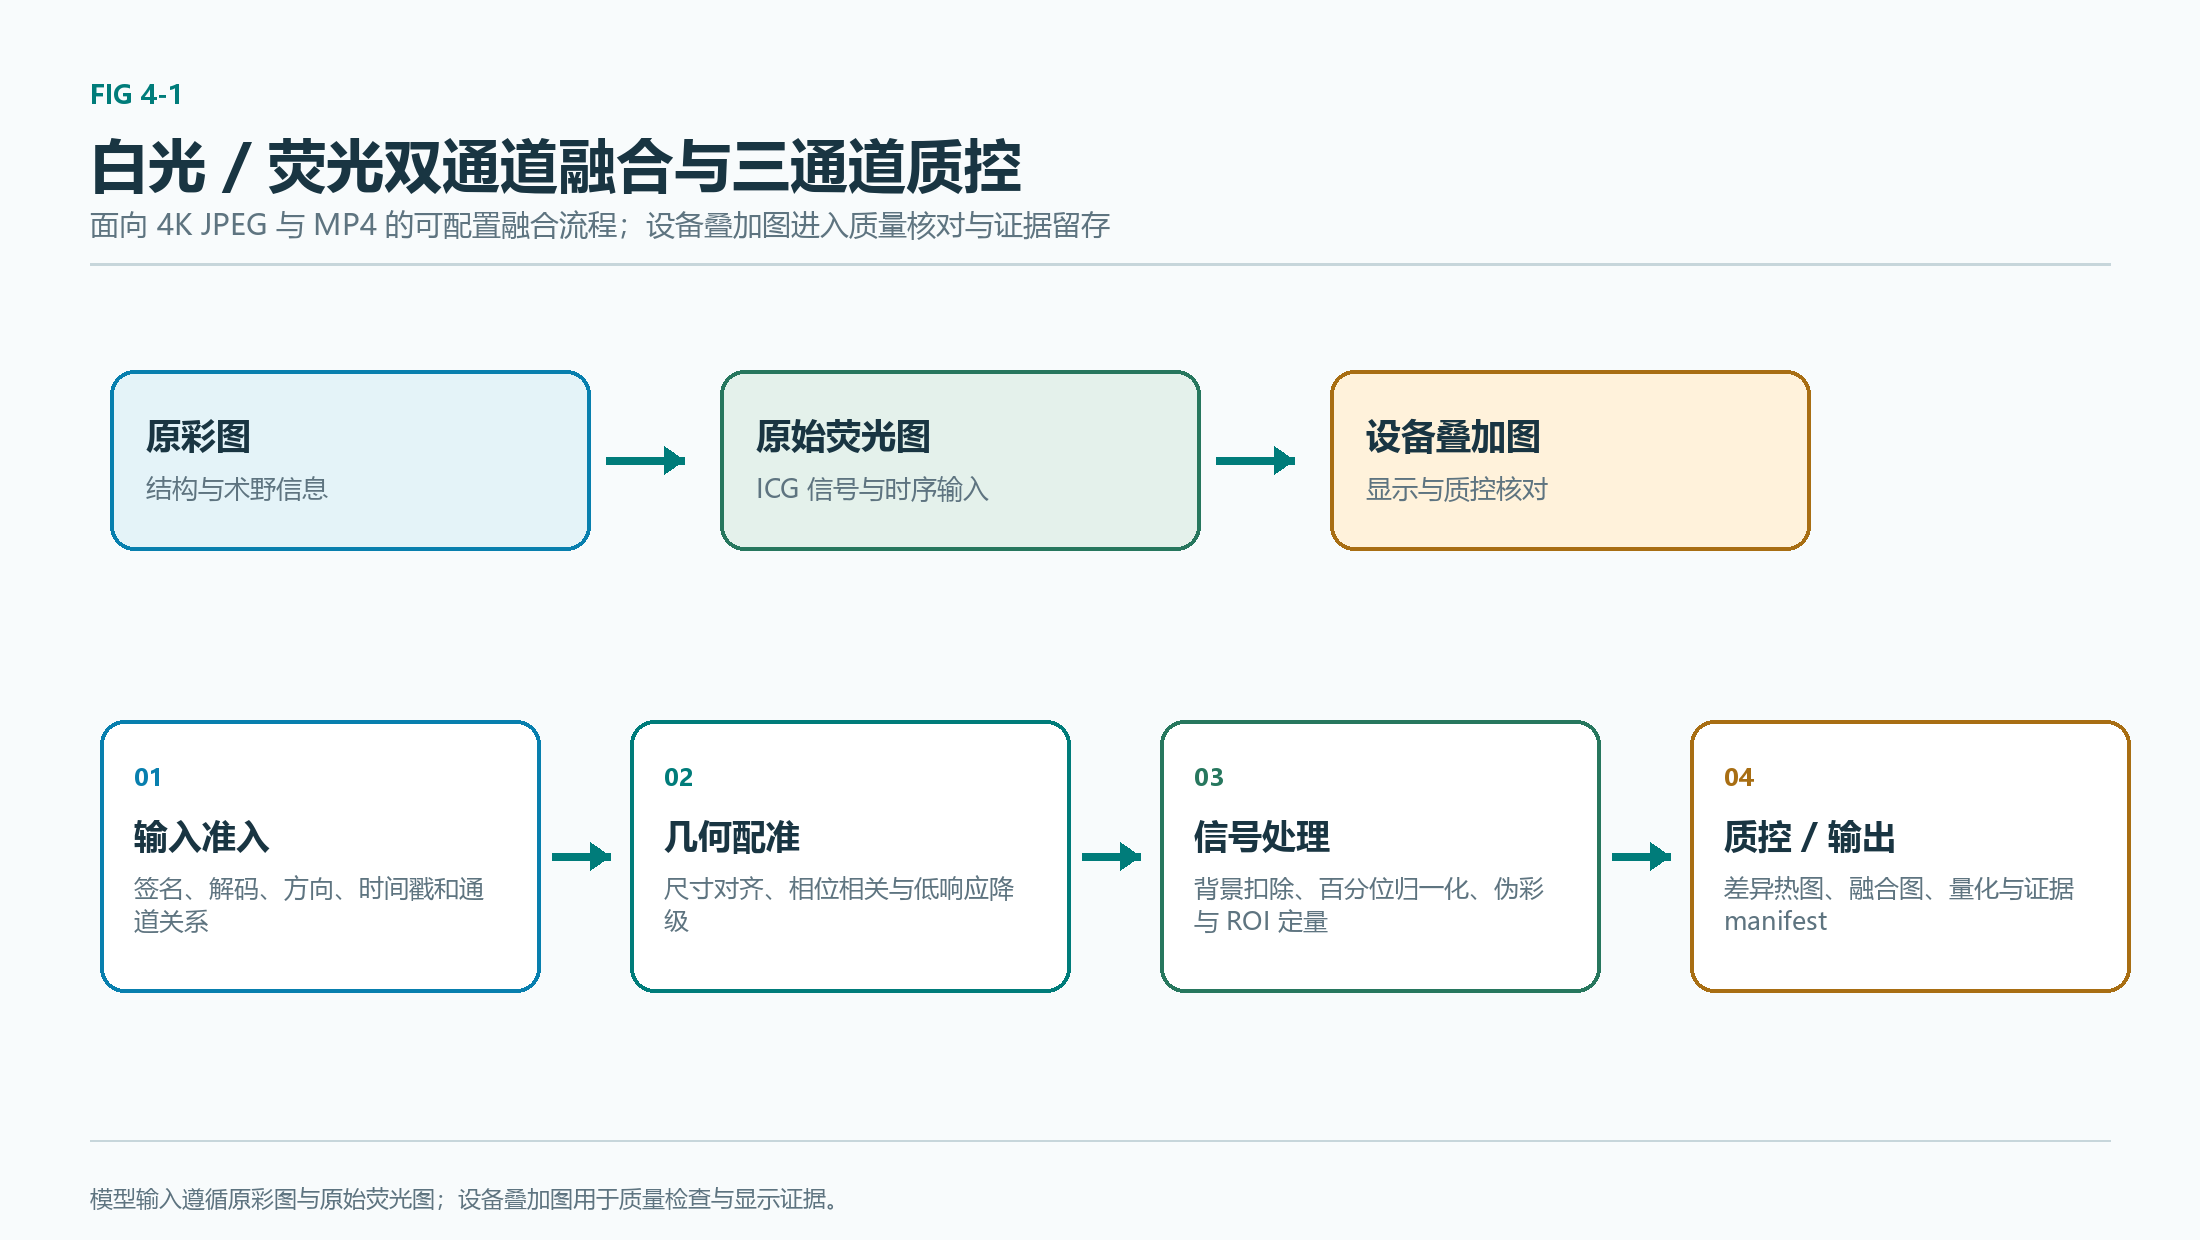 FIG 4-1
白光 / 荧光双通道融合与三通道质控
面向 4K JPEG 与 MP4 的可配置融合流程；设备叠加图进入质量核对与证据留存
原彩图
结构与术野信息
原始荧光图
ICG 信号与时序输入
设备叠加图
显示与质控核对
01
输入准入
签名、解码、方向、时间戳和通
道关系
02
几何配准
尺寸对齐、相位相关与低响应降
级
03
信号处理
背景扣除、百分位归一化、伪彩
与 ROI 定量
04
质控 / 输出
差异热图、融合图、量化与证据
manifest
模型输入遵循原彩图与原始荧光图；设备叠加图用于质量检查与显示证据。